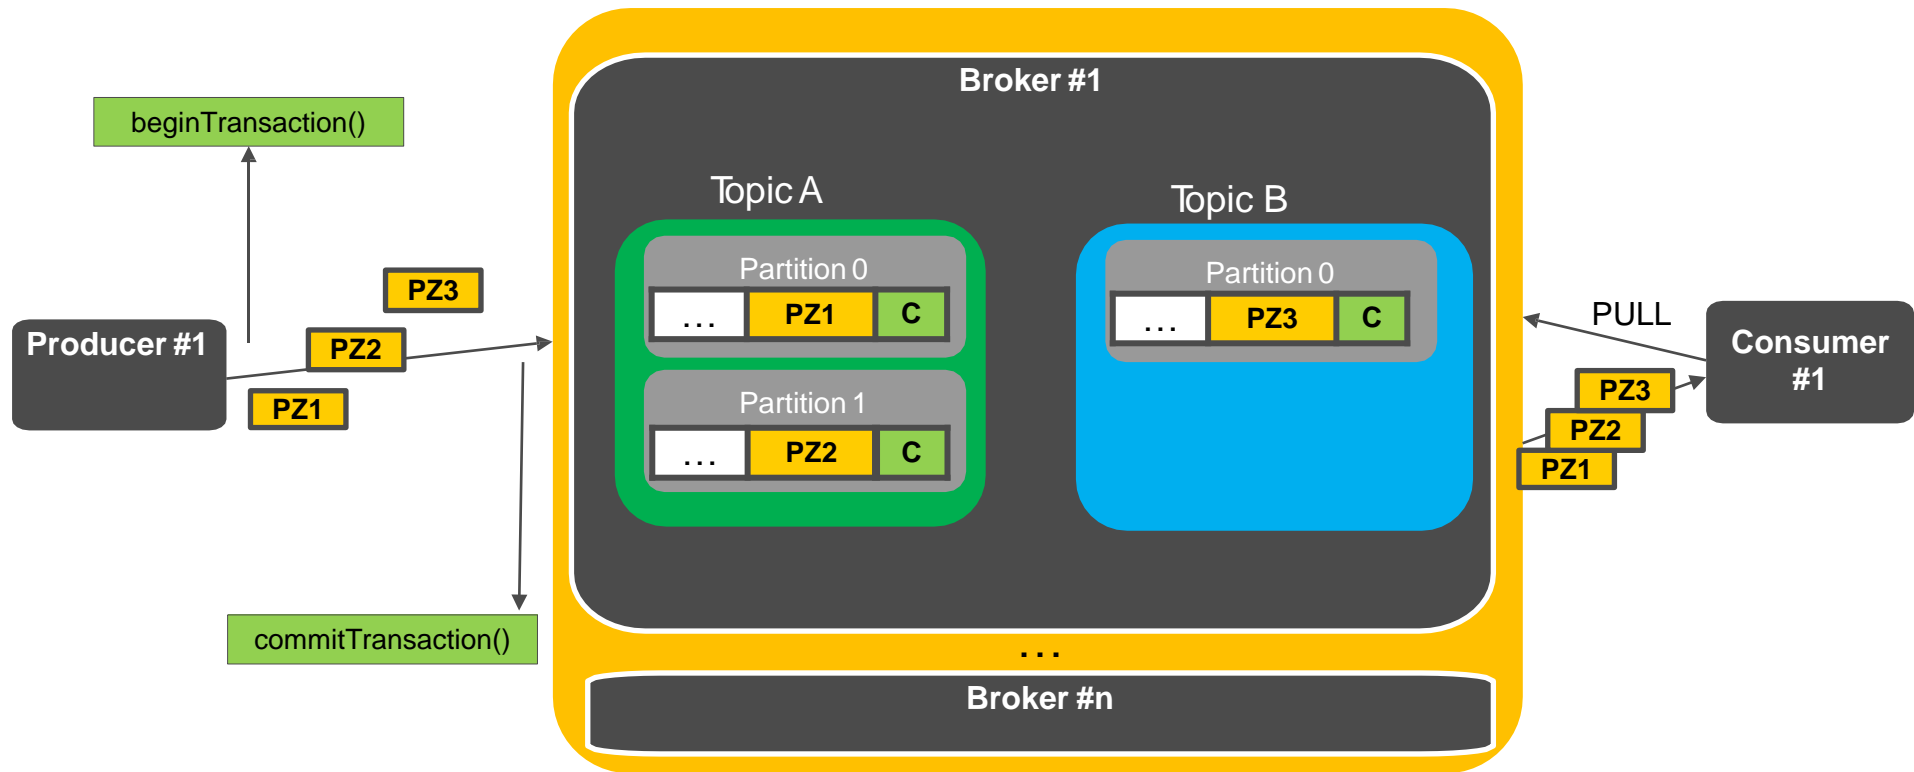 Broker #1
beginTransaction()
Topic A
Topic B
Partition 0
... PZ1 C
Partition 0
... PZ3 C
PZ3
PZ2
PZ1
Producer #1
Partition 1
... PZ2 C
PULL
Consumer
#1
PZ3
PZ2
PZ1
commitTransaction()
...
Broker #n